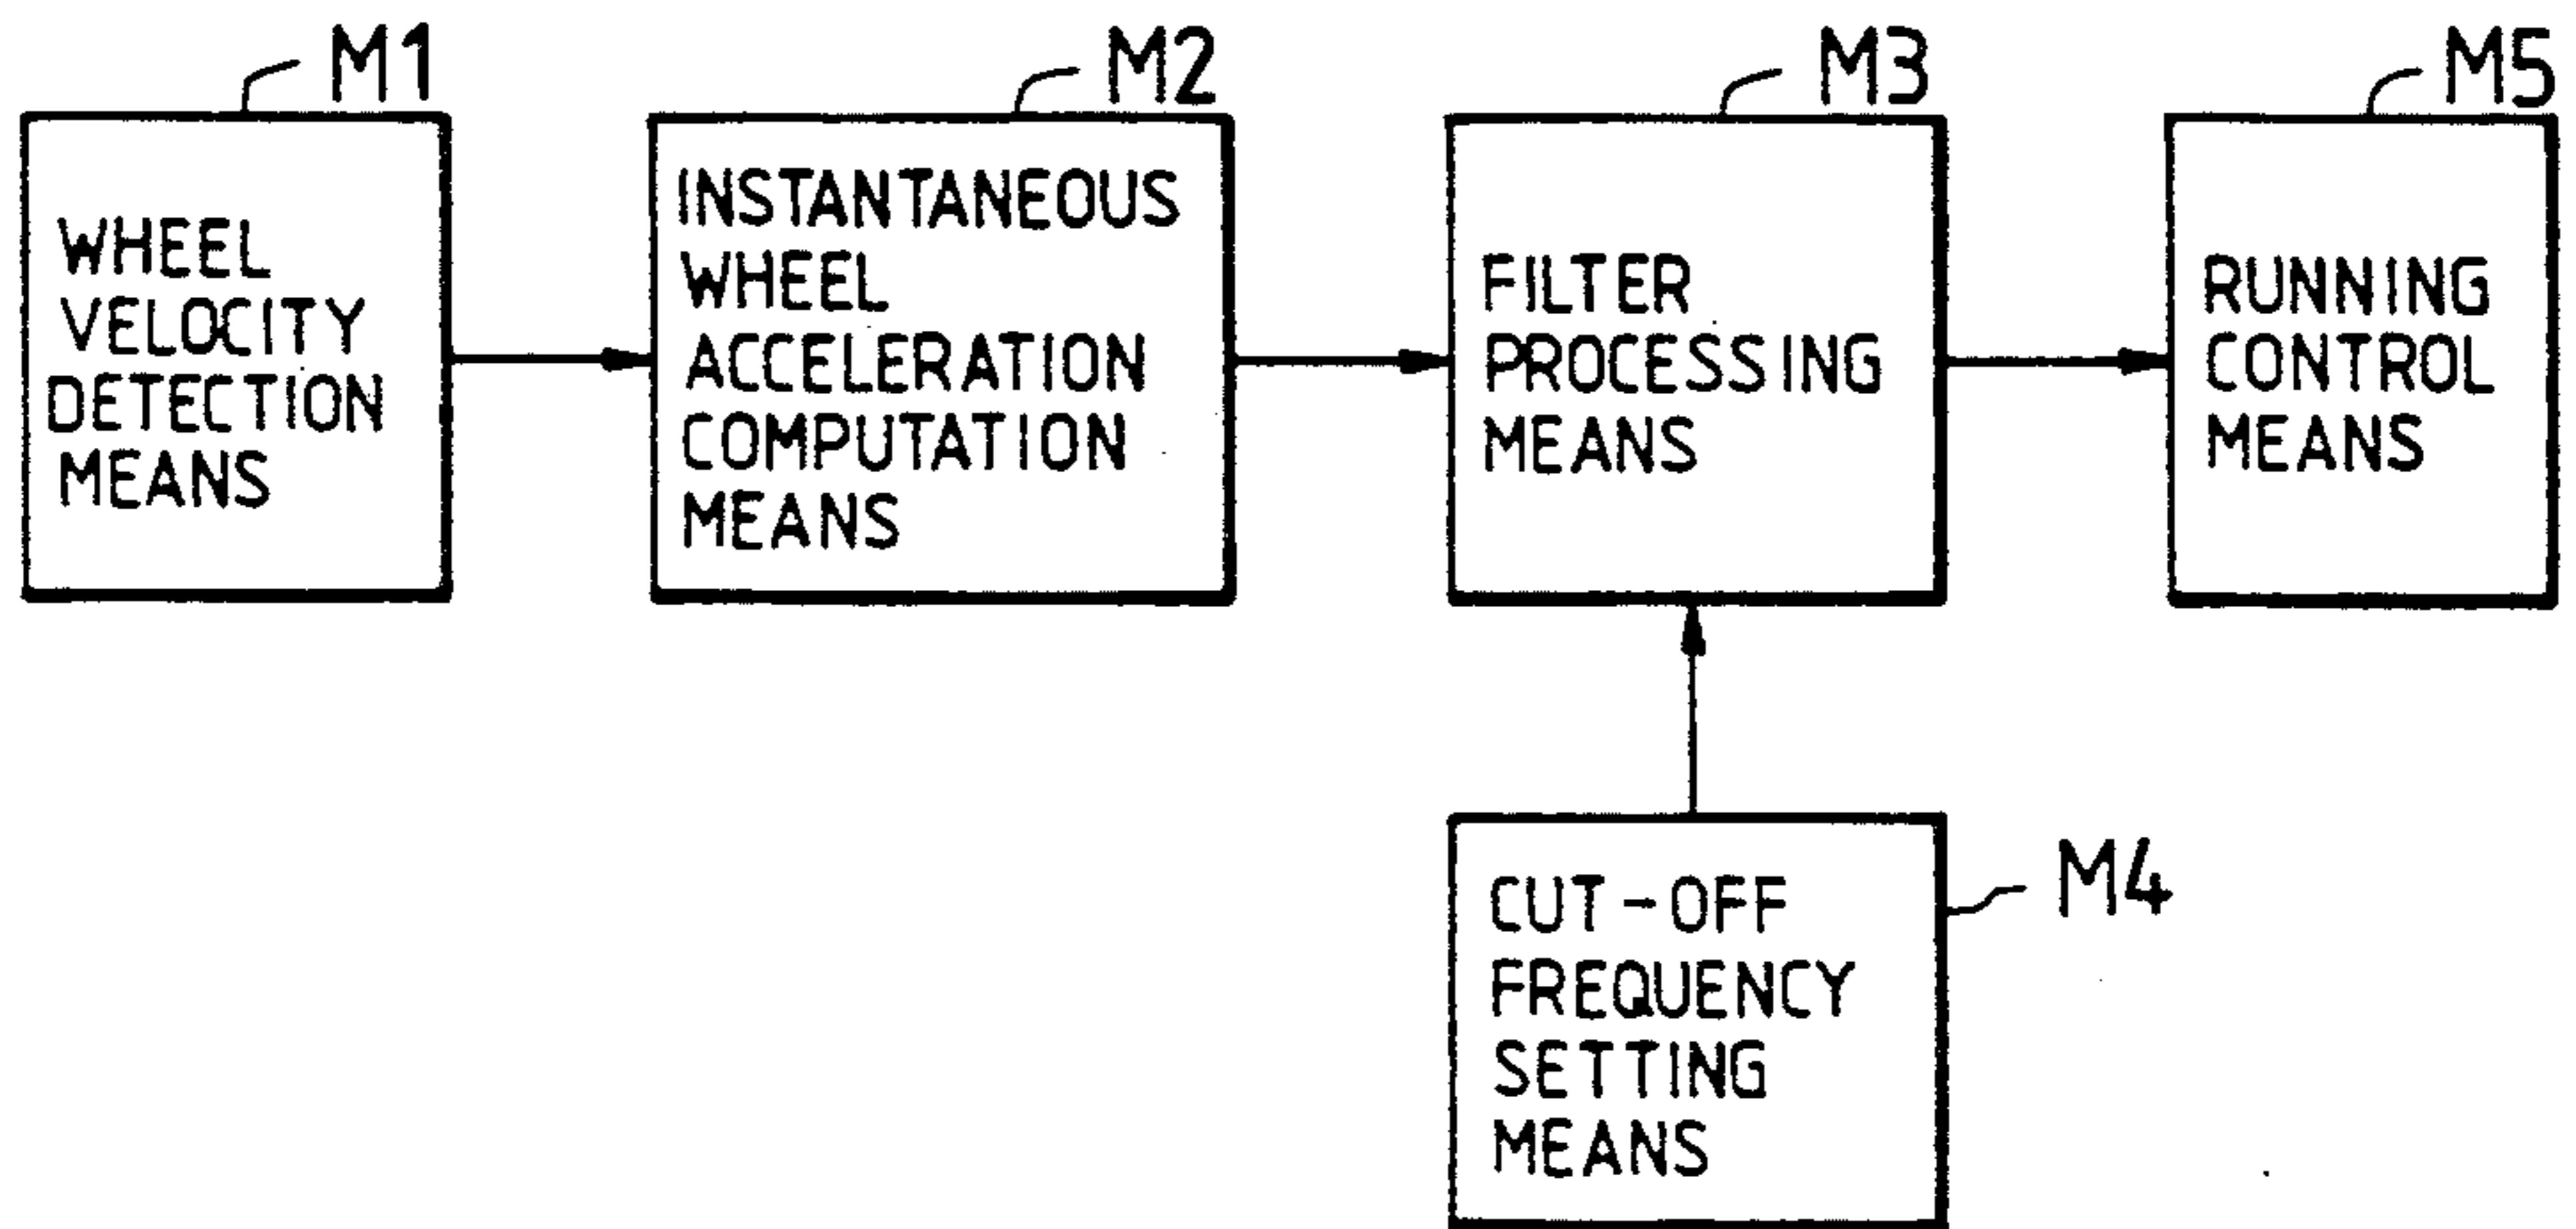 M1
WHEEL
VELOCITY
DETECTION
MEANS
M2
INSTANTANEOUS
WHEEL
ACCELERATION
COMPUTATION
MEANS
M3
FILTER
PROCESSING
MEANS
M5
RUNNING
CONTROL
MEANS
M4
CUT-OFF
FREQUENCY
SETTING
MEANS